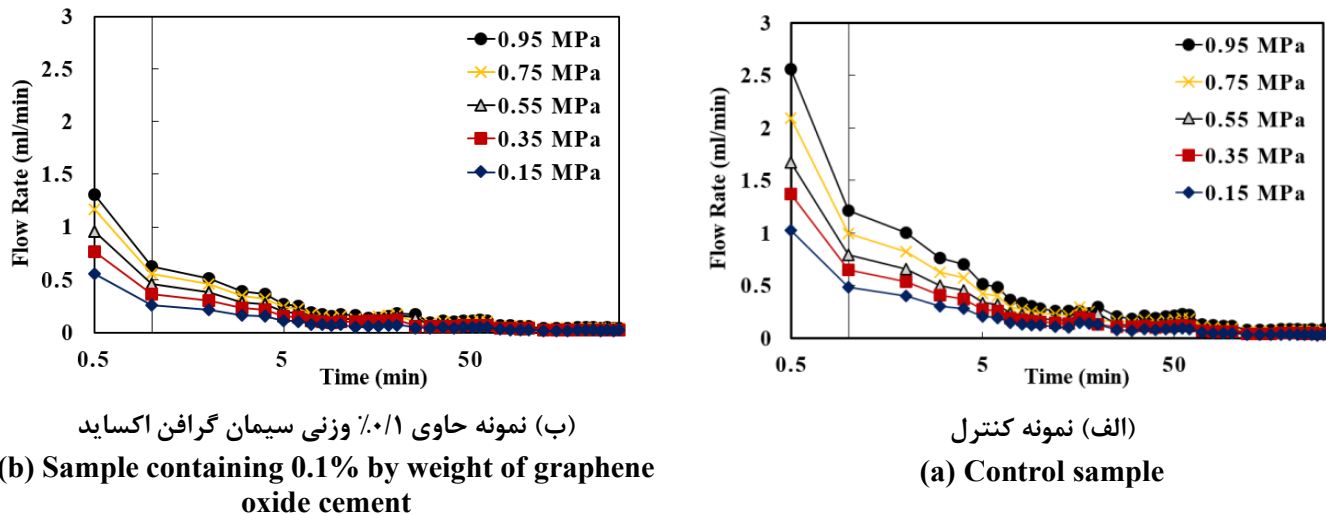 3
2.5
2
1.5
1
0.5
0
Flow Rate (ml/min)
0.95 MPa
0.75 MPa
0.55 MPa
0.35 MPa
0.15 MPa
0.5
5
50
Time (min)
(ب) نمونه حاوی ۰/۱٪ وزنی سیمان گرافن اکساید
(b) Sample containing 0.1% by weight of graphene
oxide cement
3
2.5
2
1.5
1
0.5
0
Flow Rate (ml/min)
0.95 MPa
0.75 MPa
0.55 MPa
0.35 MPa
0.15 MPa
0.5
5
50
Time (min)
(الف) نمونه کنترل
(a) Control sample